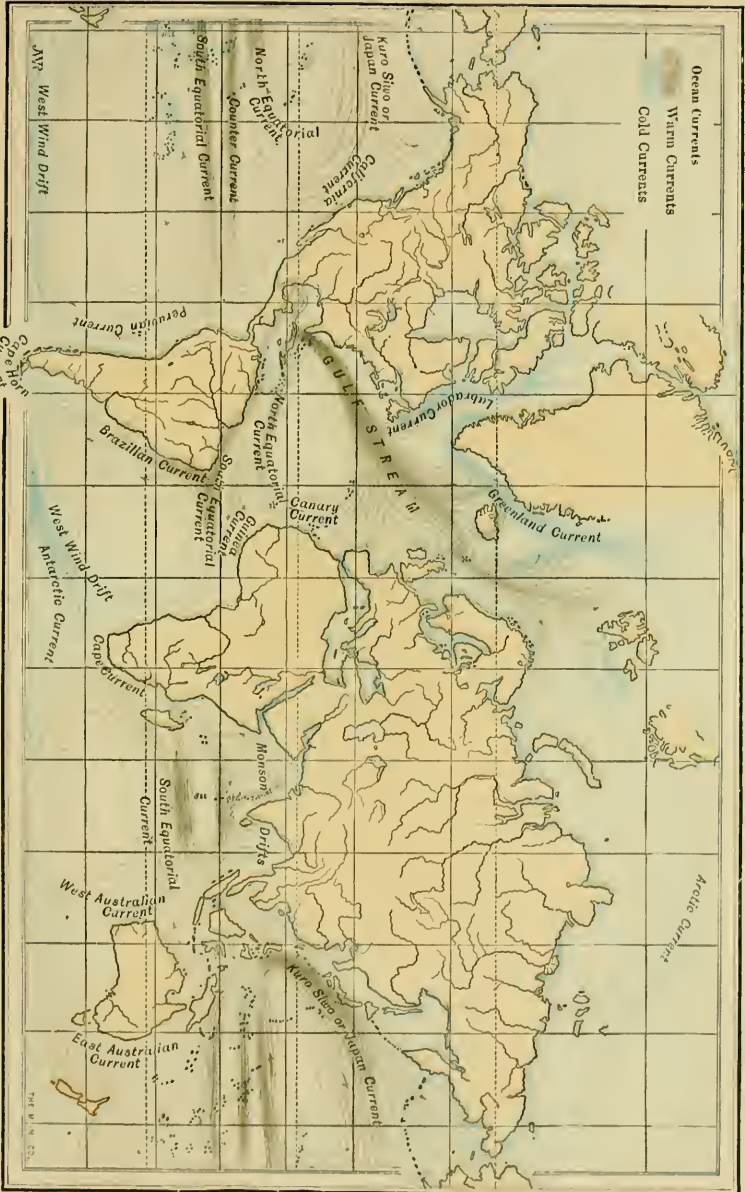 Ocean Currents
Warm Currents
Cold Currents
Arctic Current
Greenland Current
Labrador Current
GULF STREAM
Kuro Siwo or
Japan Current
California
Current
North Equatorial
Current
Counter Current
South Equatorial Current
West Wind Drift
Peruvian Current
Cape Horn
North Equatorial
Current
Canary
Current
Guinea
Current
South Equatorial
Current
Brazilian Current
West Wind Drift
Antarctic Current
Cape Current
Monson
Drifts
South Equatorial
Current
West Australian
Current
East Australian
Current
Kuro Siwo or Japan Current
THE M.N. CO.